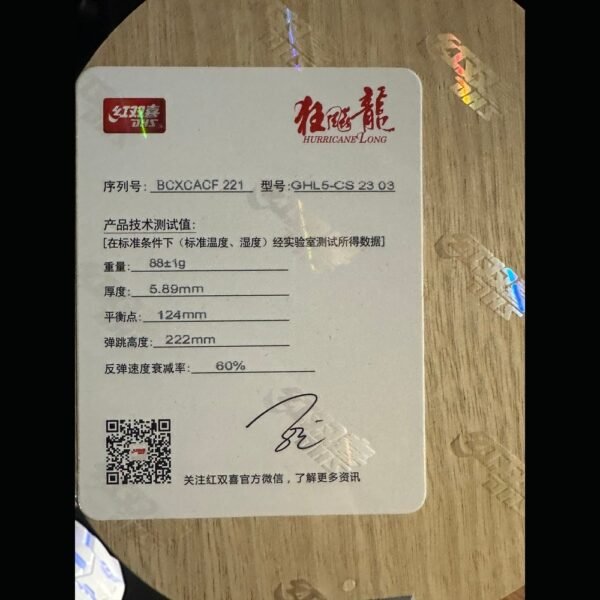 红双喜
DHS
狂飚龍
HURRICANE LONG
序列号: BCXCACF 221 型号: GHL5-CS 23 03
产品技术测试值:
[在标准条件下（标准温度、湿度）经实验室测试所得数据]
重量: 88±1g
厚度: 5.89mm
平衡点: 124mm
弹跳高度: 222mm
反弹速度衰减率: 60%
关注红双喜官方微信，了解更多资讯